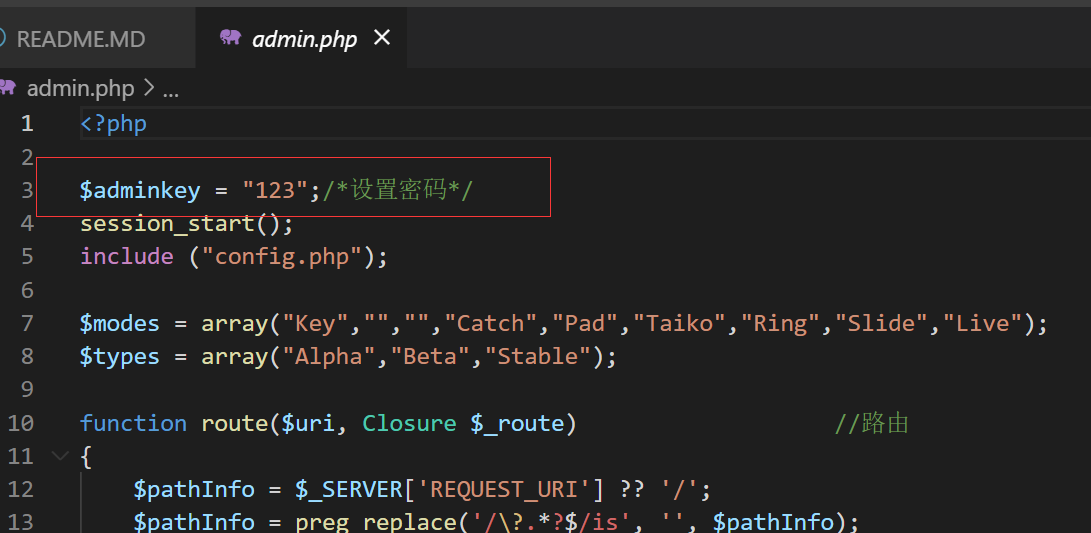 README.MD admin.php
admin.php > ...
1 <?php
2
3 $adminkey = "123";/*设置密码*/
4 session_start();
5 include ("config.php");
6
7 $modes = array("Key","","","Catch","Pad","Taiko","Ring","Slide","Live");
8 $types = array("Alpha","Beta","Stable");
9
10 function route($uri, Closure $_route) //路由
11 {
12 $pathInfo = $_SERVER['REQUEST_URI'] ?? '/';
13 $pathInfo = preg_replace('/\?.*?$/is', '', $pathInfo);